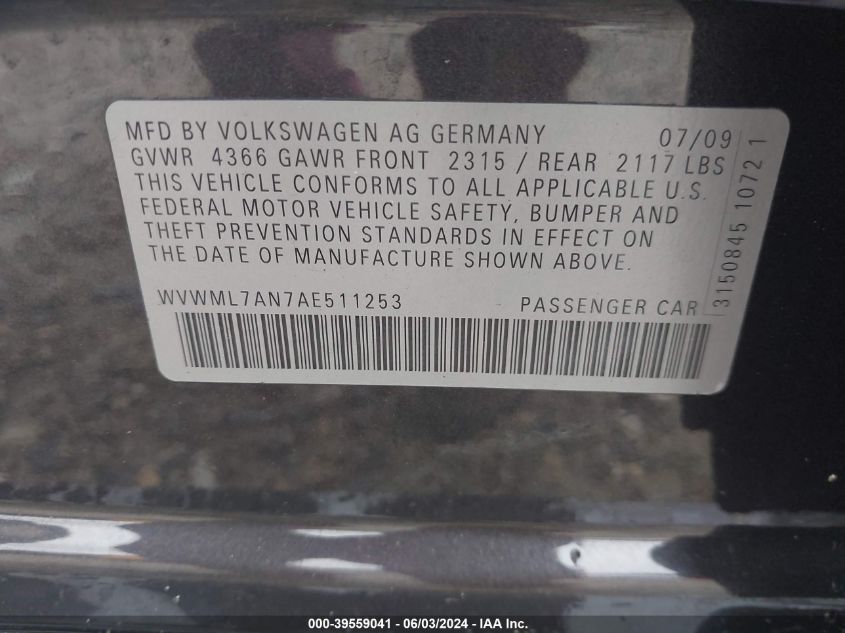 MFD BY VOLKSWAGEN AG GERMANY 07/09
GVWR 4366 GAWR FRONT 2315 / REAR 2117 LBS
THIS VEHICLE CONFORMS TO ALL APPLICABLE U.S.
FEDERAL MOTOR VEHICLE SAFETY, BUMPER AND
THEFT PREVENTION STANDARDS IN EFFECT ON
THE DATE OF MANUFACTURE SHOWN ABOVE.
WVWML7AN7AE511253 PASSENGER CAR
3150845 1072 1
000-39559041 - 06/03/2024 - IAA Inc.